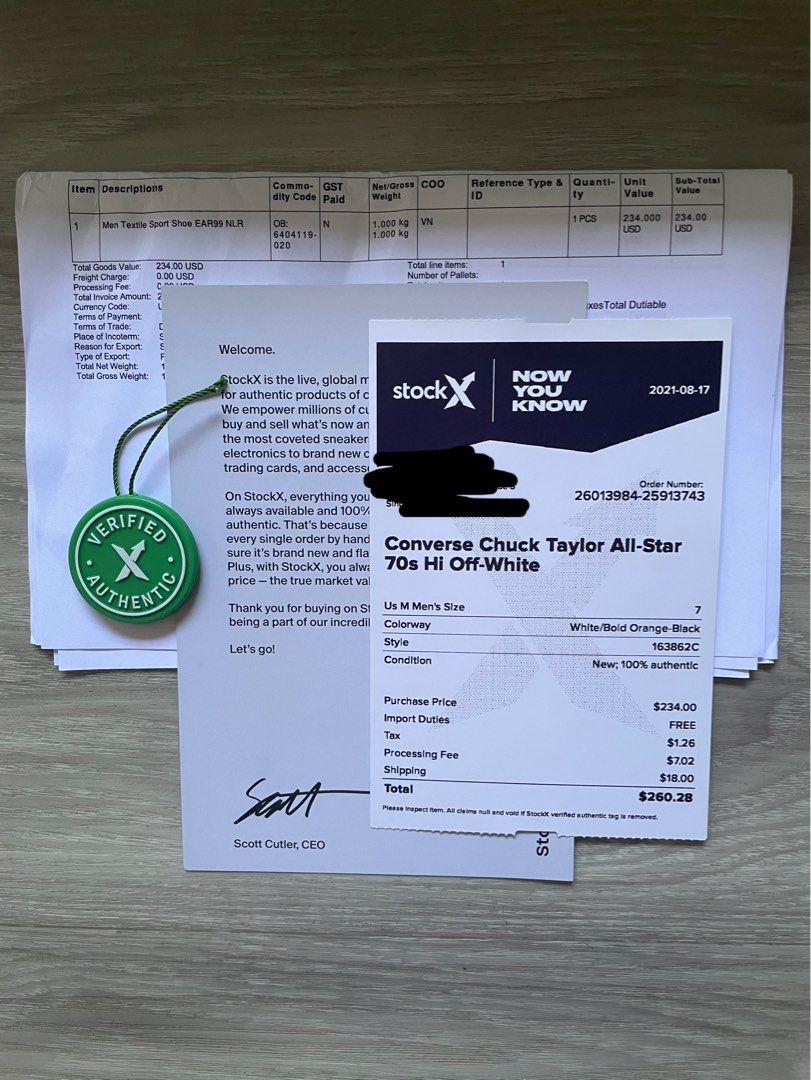 Item Descriptions Commo-dity Code GST Paid Net/Gross Weight COO Reference Type & ID Quanti-ty Unit Value Sub-Total Value
1 Men Textile Sport Shoe EAR99 NLR OB: 6404119-020 N 1.000 kg 1.000 kg VN 1 PCS 234.000 USD 234.00 USD
Total Goods Value: 234.00 USD
Freight Charge: 0.00 USD
Processing Fee:
Total Invoice Amount: 2
Currency Code:
Terms of Payment:
Terms of Trade:
Place of Incoterm:
Reason for Export:
Type of Export:
Total Net Weight: 1
Total Gross Weight: 1
Total line items: 1
Number of Pallets:
Total Dutiable
Welcome.
StockX is the live, global
for authentic products of
We empower millions of
buy and sell what's now
the most coveted sneaker
electronics to brand new
trading cards, and
On StockX, everything you
always available and 100%
authentic. That's because
every single order by hand
sure it's brand new and
Plus, with StockX, you
price – the true market
Thank you for buying on
being a part of our
Let's go!
Scott
Scott Cutler, CEO
VERIFIED
X
AUTHENTIC
stockX
NOW
YOU
KNOW
2021-08-17
Order Number:
26013984-25913743
Converse Chuck Taylor All-Star
70s Hi Off-White
Us M Men's Size 7
Colorway White/Bold Orange-Black
Style 163862C
Condition New; 100% authentic
Purchase Price $234.00
Import Duties FREE
Tax $1.26
Processing Fee $7.02
Shipping $18.00
Total $260.28
Please inspect item. All claims null and void if StockX verified authentic tag is removed.